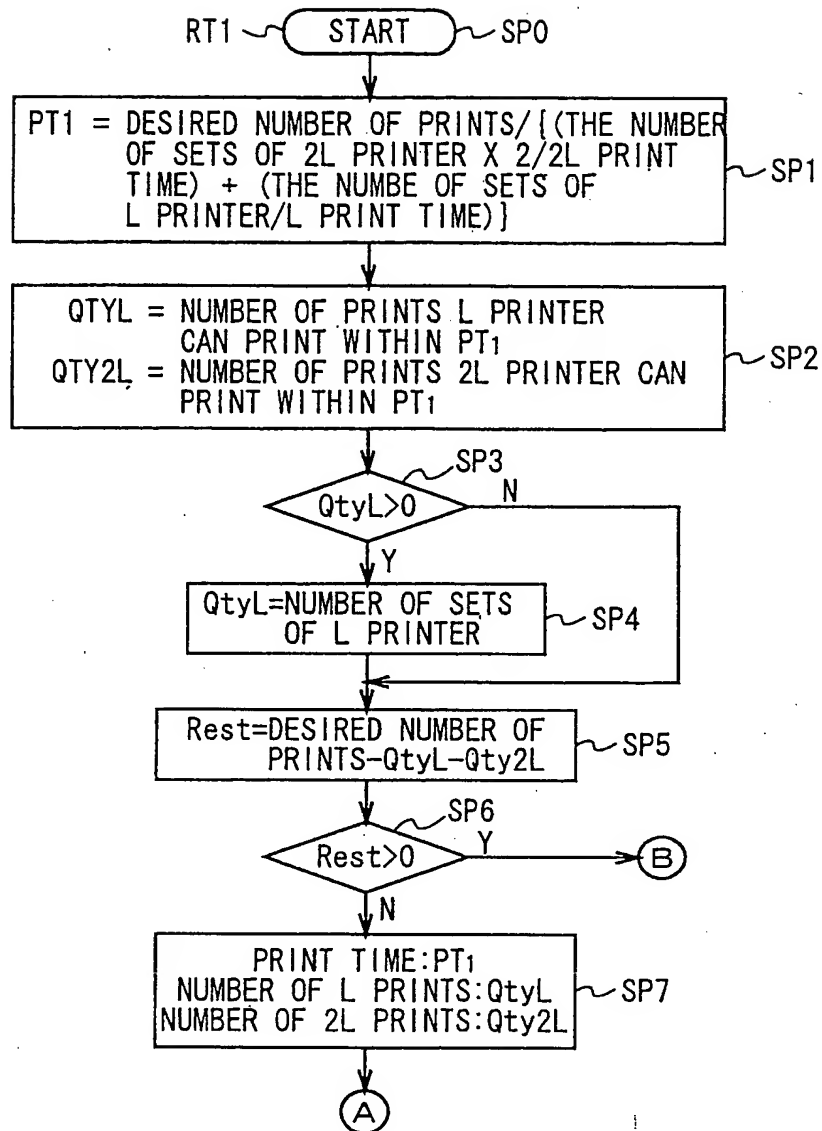 RT1 START SP0
PT1 = DESIRED NUMBER OF PRINTS/{(THE NUMBER
OF SETS OF 2L PRINTER X 2/2L PRINT
TIME) + (THE NUMBE OF SETS OF
L PRINTER/L PRINT TIME)}
SP1
QTYL = NUMBER OF PRINTS L PRINTER
CAN PRINT WITHIN PT1
QTY2L = NUMBER OF PRINTS 2L PRINTER CAN
PRINT WITHIN PT1
SP2
SP3
QtyL>0 N
Y
QtyL=NUMBER OF SETS
OF L PRINTER
SP4
Rest=DESIRED NUMBER OF
PRINTS-QtyL-Qty2L
SP5
SP6
Rest>0 Y B
N
PRINT TIME:PT1
NUMBER OF L PRINTS:QtyL
NUMBER OF 2L PRINTS:Qty2L
SP7
A